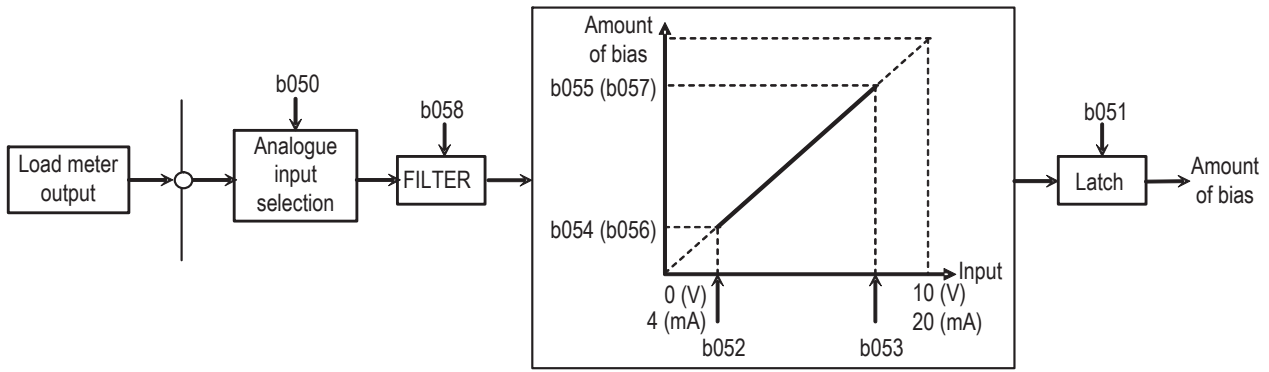 Load meter
output
b050
Analogue
input
selection
b058
FILTER
Amount
of bias
b055 (b057)
b054 (b056)
0 (V)
4 (mA)
b052
b053
10 (V)
20 (mA)
Input
b051
Latch
Amount
of bias